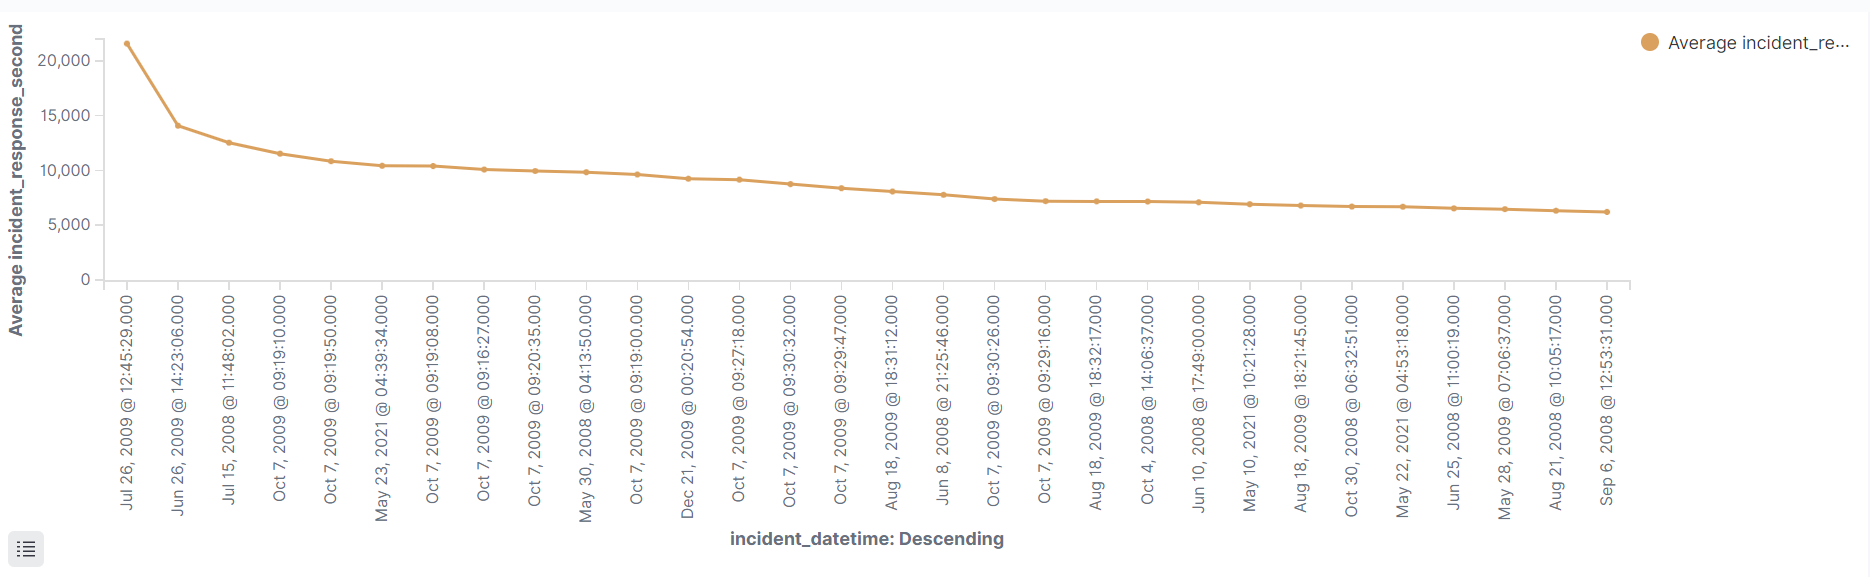 Average incident_response_second
20,000
15,000
10,000
5,000
0
Jul 26, 2009 @ 12:45:29.000
Jun 26, 2009 @ 14:23:06.000
Jul 15, 2008 @ 11:48:02.000
Oct 7, 2009 @ 09:19:10.000
Oct 7, 2009 @ 09:19:50.000
May 23, 2021 @ 04:39:34.000
Oct 7, 2009 @ 09:19:08.000
Oct 7, 2009 @ 09:16:27.000
Oct 7, 2009 @ 09:20:35.000
May 30, 2008 @ 04:13:50.000
Oct 7, 2009 @ 09:19:00.000
Dec 21, 2009 @ 00:20:54.000
Oct 7, 2009 @ 09:27:18.000
Oct 7, 2009 @ 09:30:32.000
Oct 7, 2009 @ 09:29:47.000
Aug 18, 2009 @ 18:31:12.000
Jun 8, 2008 @ 21:25:46.000
Oct 7, 2009 @ 09:30:26.000
Oct 7, 2009 @ 09:29:16.000
Aug 18, 2009 @ 18:32:17.000
Oct 4, 2008 @ 14:06:37.000
Jun 10, 2008 @ 17:49:00.000
May 10, 2021 @ 10:21:28.000
Aug 18, 2009 @ 18:21:45.000
Oct 30, 2008 @ 06:32:51.000
May 22, 2021 @ 04:53:18.000
Jun 25, 2008 @ 11:00:19.000
May 28, 2009 @ 07:06:37.000
Aug 21, 2008 @ 10:05:17.000
Sep 6, 2008 @ 12:53:31.000
incident_datetime: Descending
Average incident_re...